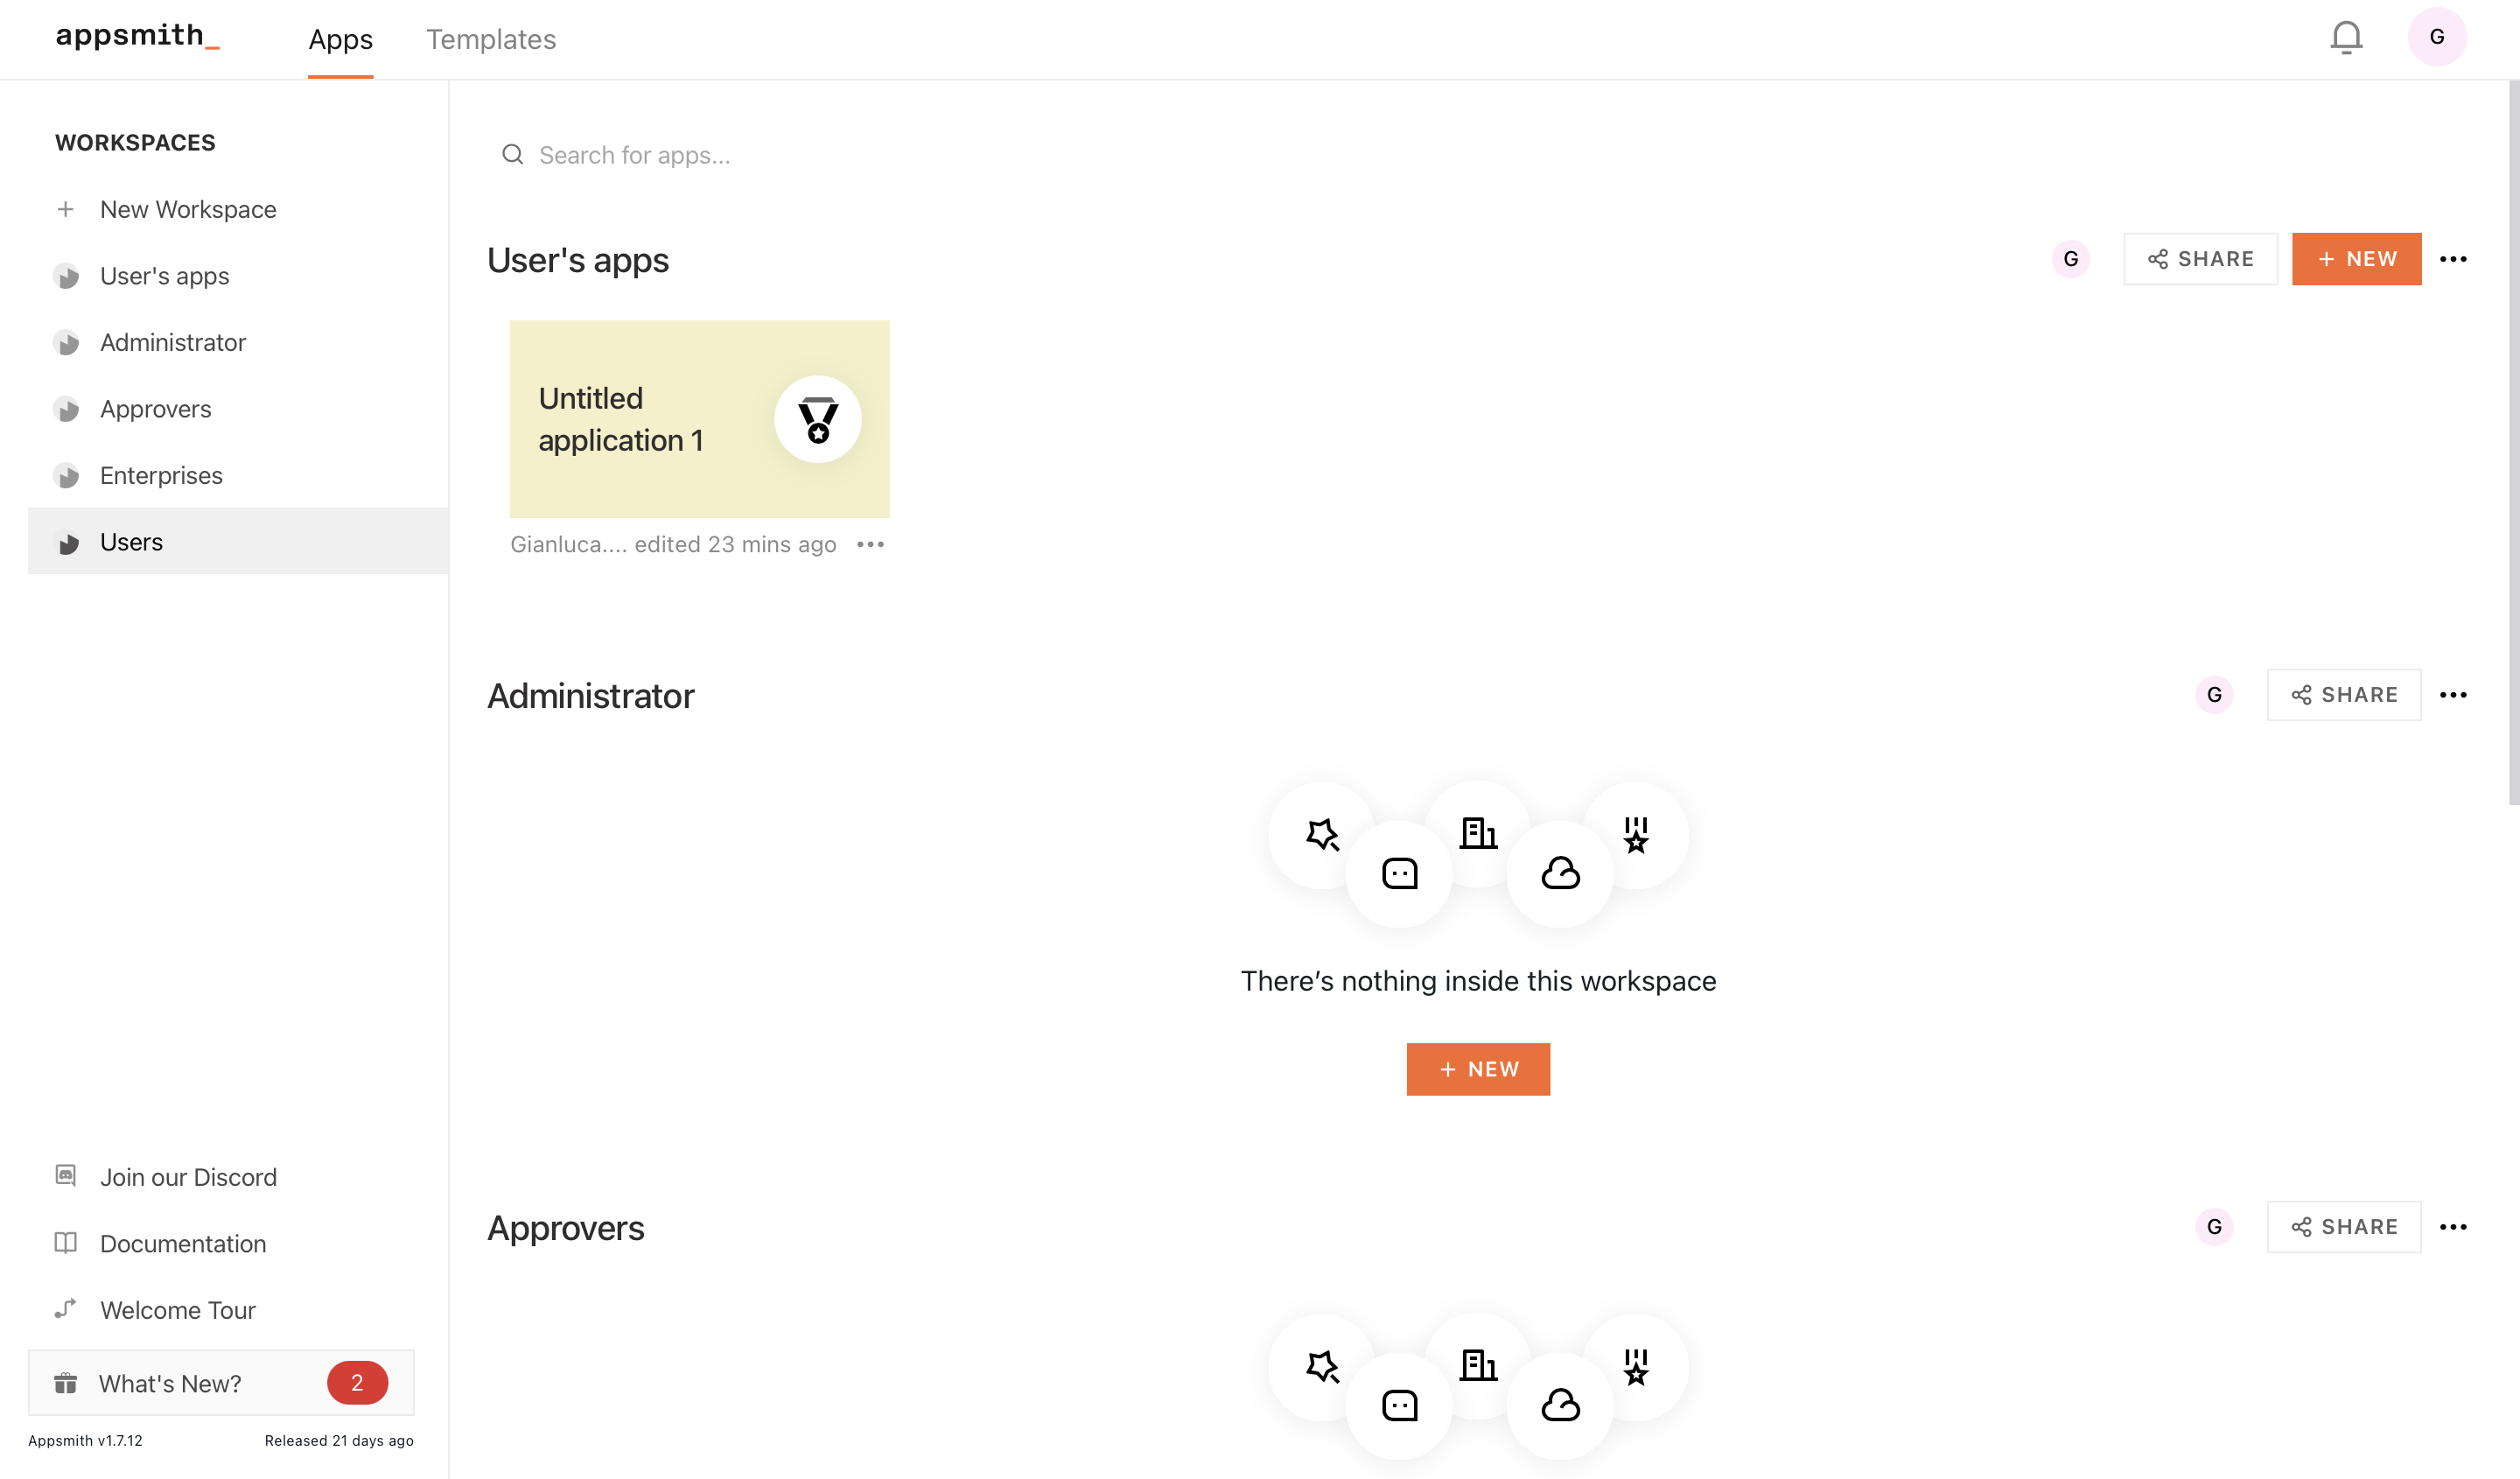 appsmith_
Apps
Templates
G
WORKSPACES
New Workspace
User's apps
Administrator
Approvers
Enterprises
Users
Join our Discord
Documentation
Welcome Tour
What's New?
2
Appsmith v1.7.12
Released 21 days ago
Search for apps...
User's apps
G
SHARE
+ NEW
Untitled
application 1
Gianluca.... edited 23 mins ago
Administrator
G
SHARE
There’s nothing inside this workspace
+ NEW
Approvers
G
SHARE